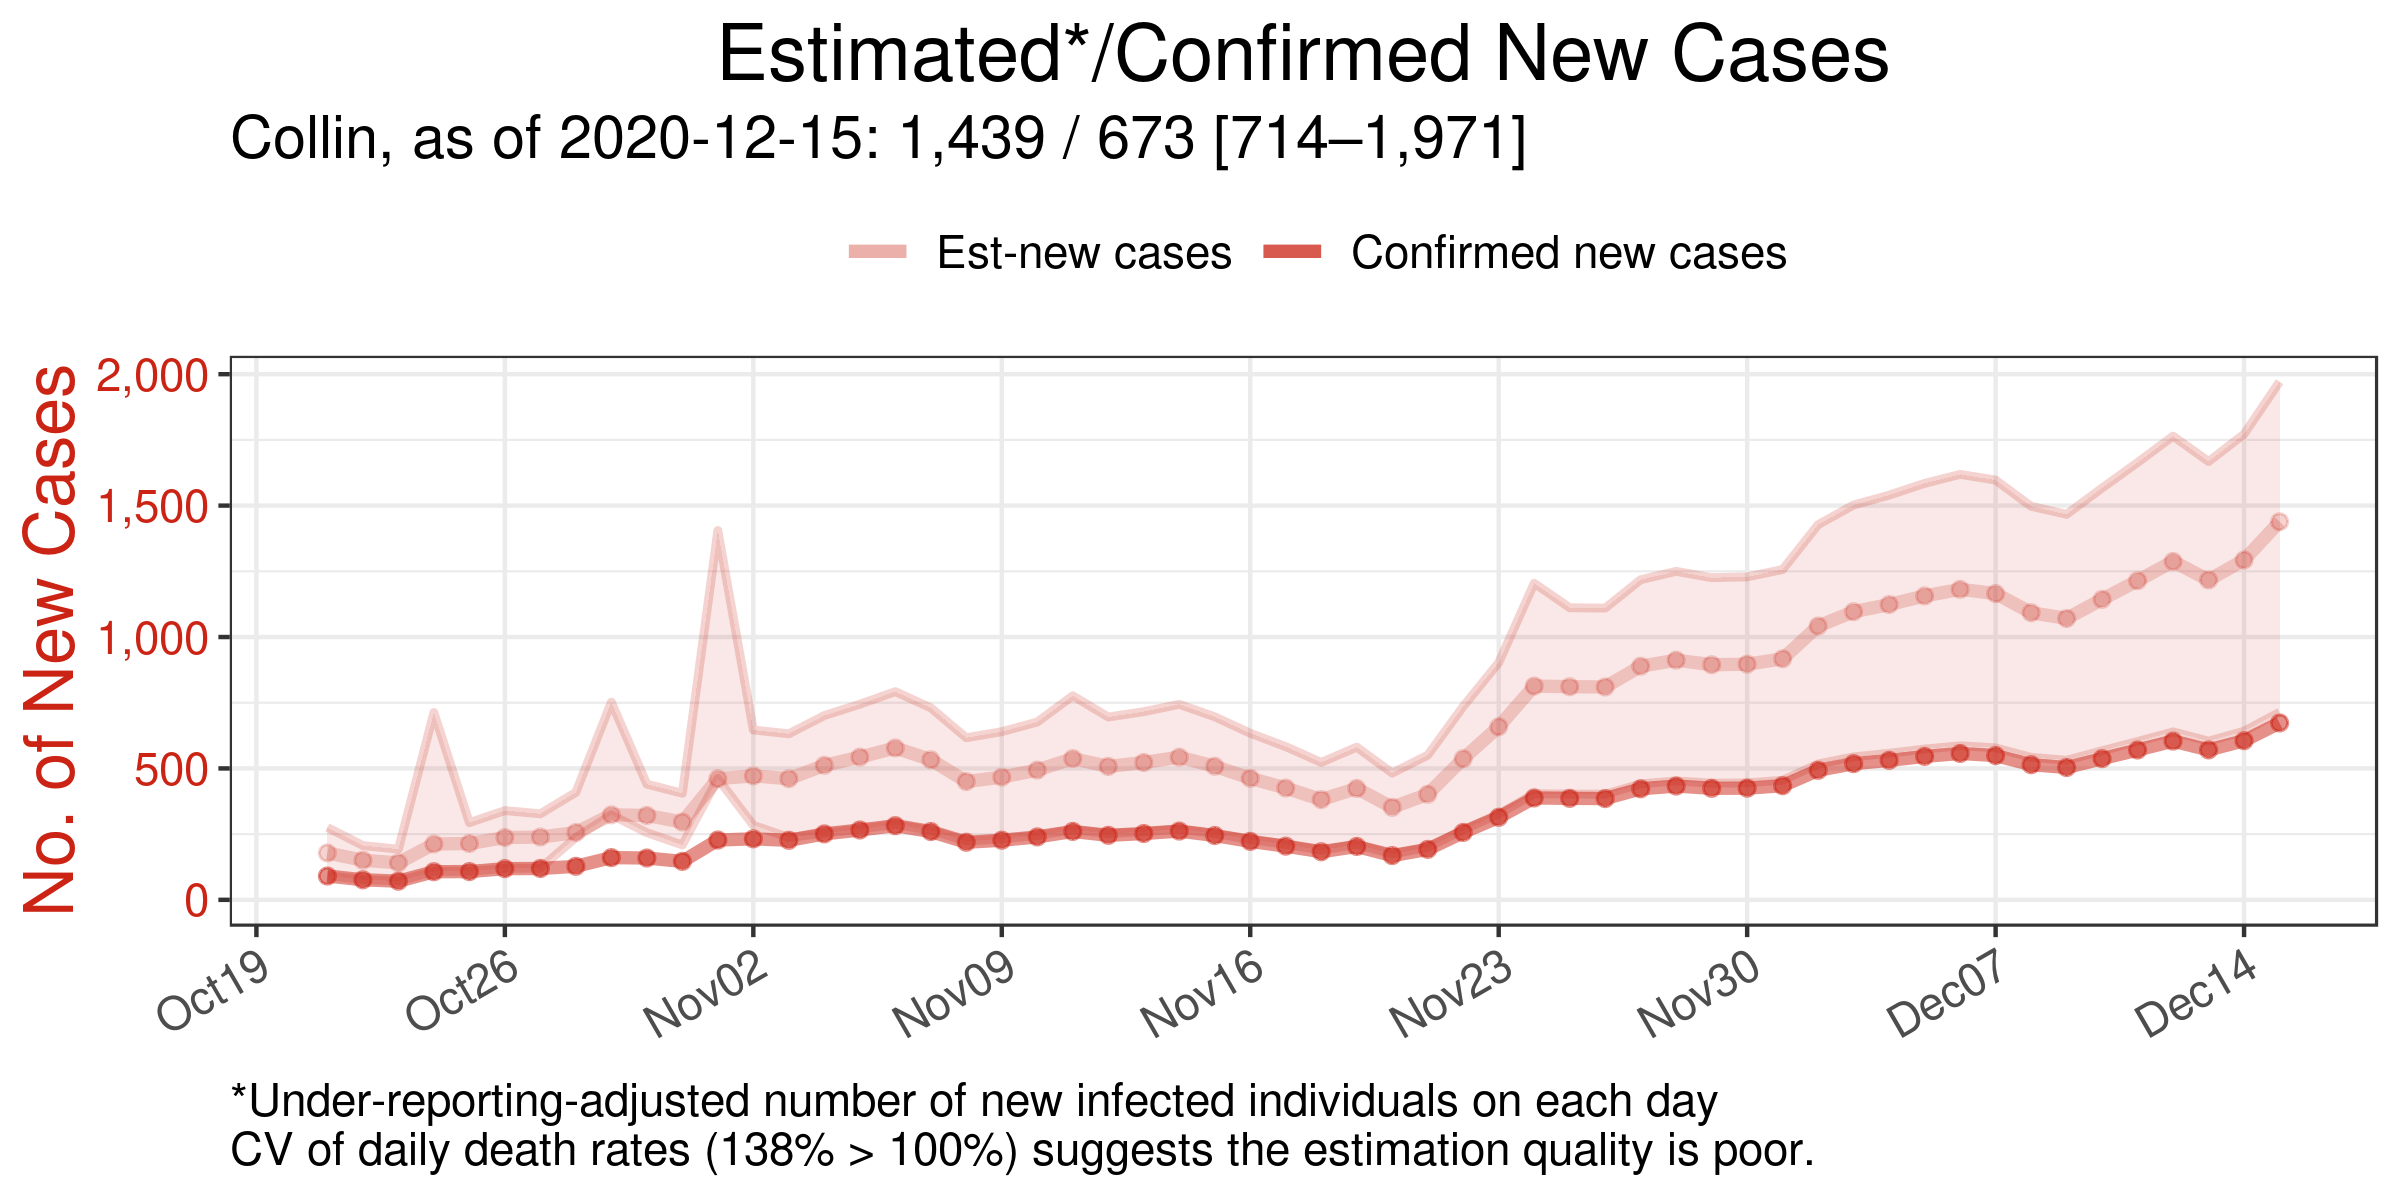 Estimated*/Confirmed New Cases
Collin, as of 2020-12-15: 1,439 / 673 [714–1,971]
Est-new cases
Confirmed new cases
No. of New Cases
2,000
1,500
1,000
500
0
Oct19
Oct26
Nov02
Nov09
Nov16
Nov23
Nov30
Dec07
Dec14
*Under-reporting-adjusted number of new infected individuals on each day
CV of daily death rates (138% > 100%) suggests the estimation quality is poor.